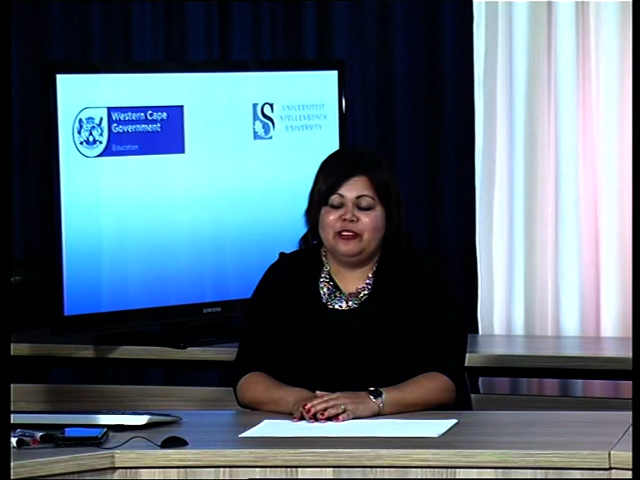 Western Cape
Government
Education
UNIVERSITEIT
STELLENBOSCH
UNIVERSITY
SAMSUNG